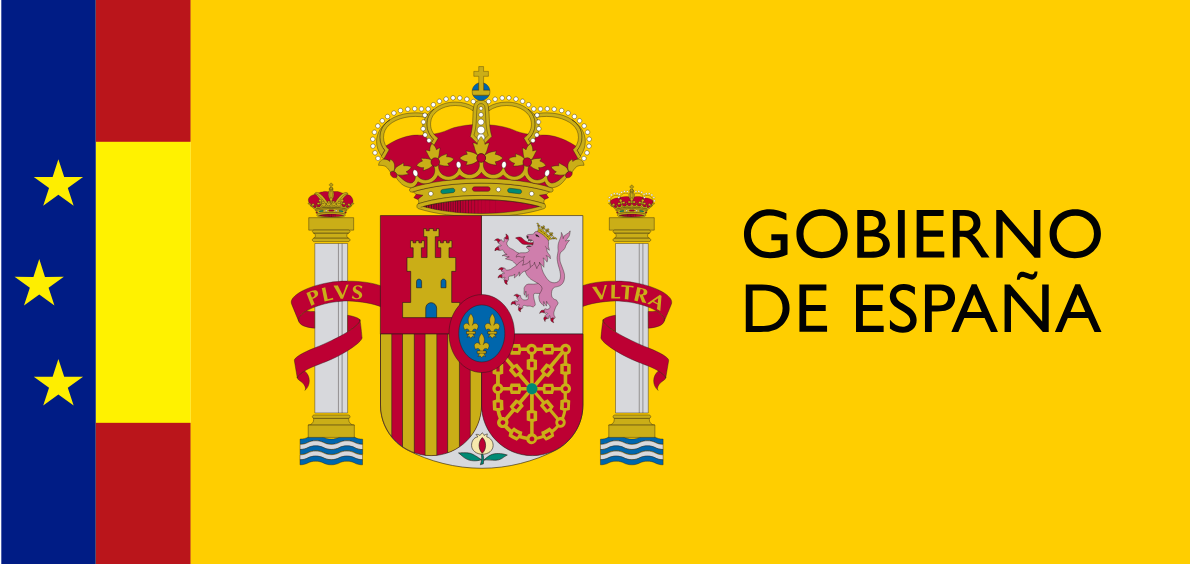 PLVS VLTRA
GOBIERNO
DE ESPAÑA